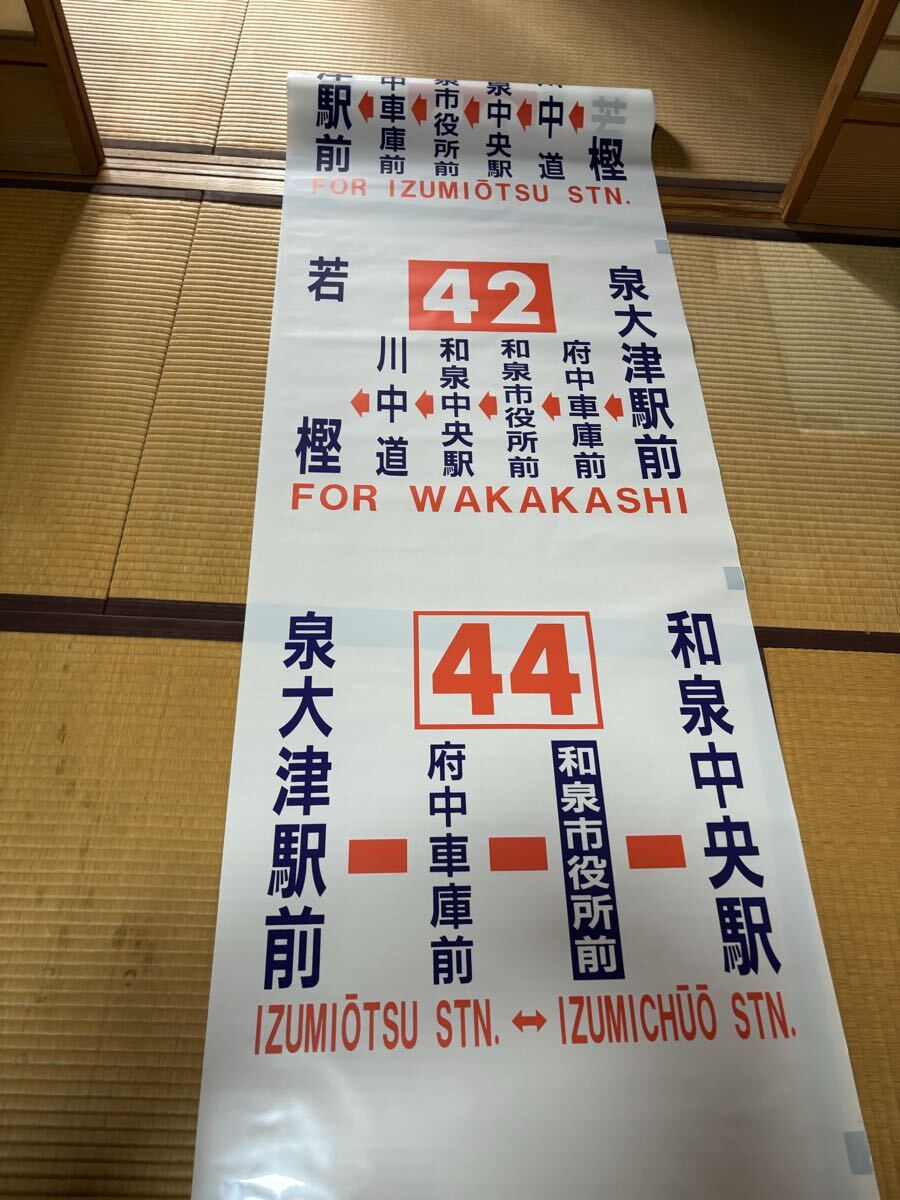 若樫
中道
泉中央駅
泉市役所前
中車庫前
津駅前
FOR IZUMIŌTSU STN.
42
泉大津駅前
府中車庫前
和泉市役所前
和泉中央駅
川中道
若樫
FOR WAKAKASHI
44
和泉中央駅
和泉市役所前
府中車庫前
泉大津駅前
IZUMIŌTSU STN. ↔ IZUMICHŪŌ STN.